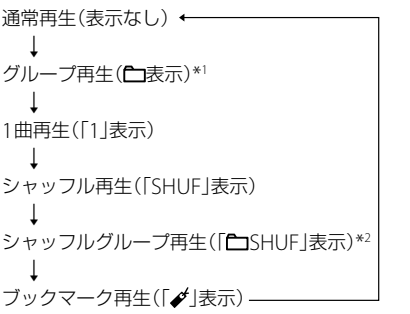 通常再生(表示なし)
グループ再生(表示)*1
1曲再生(「1」表示)
シャッフル再生(「SHUF」表示)
シャッフルグループ再生(「SHUF」表示)*2
ブックマーク再生(「」表示)